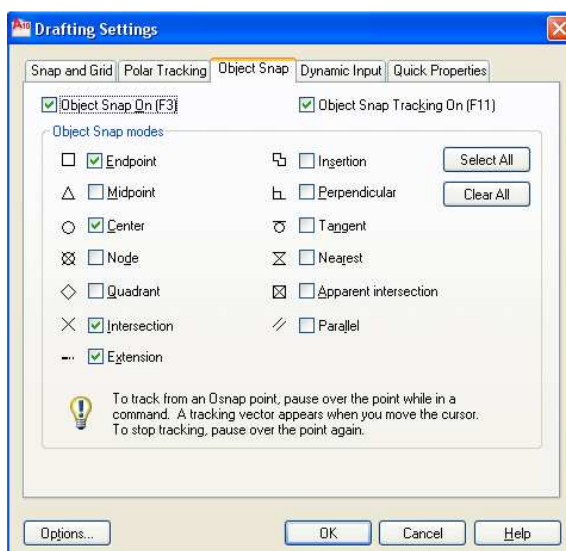 A10 Drafting Settings
Snap and Grid Polar Tracking Object Snap Dynamic Input Quick Properties
Object Snap On (F3) Object Snap Tracking On (F11)
Object Snap modes
Endpoint Insertion Select All
Midpoint Perpendicular Clear All
Center Tangent
Node Nearest
Quadrant Apparent intersection
Intersection Parallel
Extension
To track from an Osnap point, pause over the point while in a
command. A tracking vector appears when you move the cursor.
To stop tracking, pause over the point again.
Options... OK Cancel Help